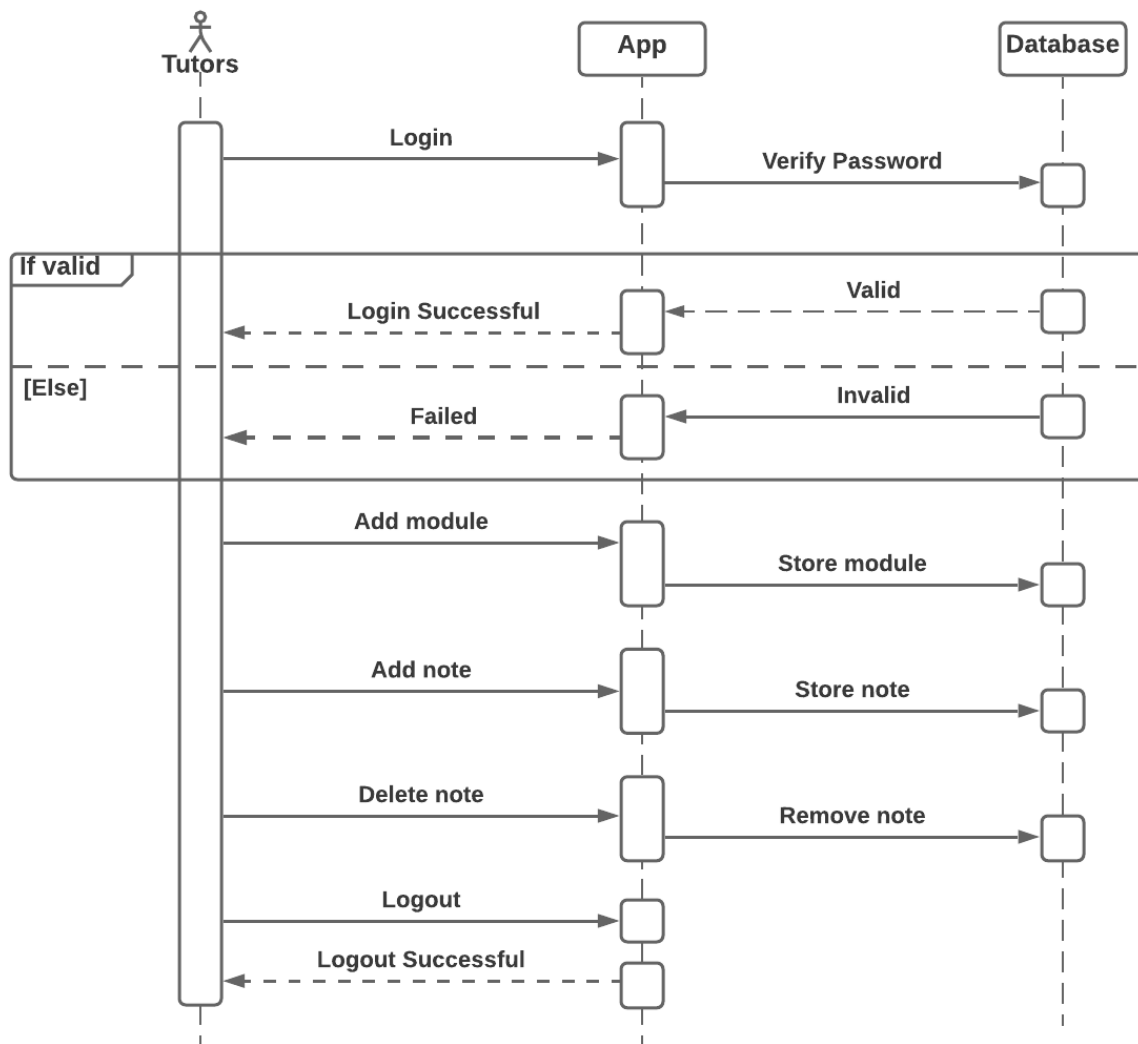 Tutors
App
Database
Login
Verify Password
If valid
Valid
Login Successful
[Else]
Invalid
Failed
Add module
Store module
Add note
Store note
Delete note
Remove note
Logout
Logout Successful